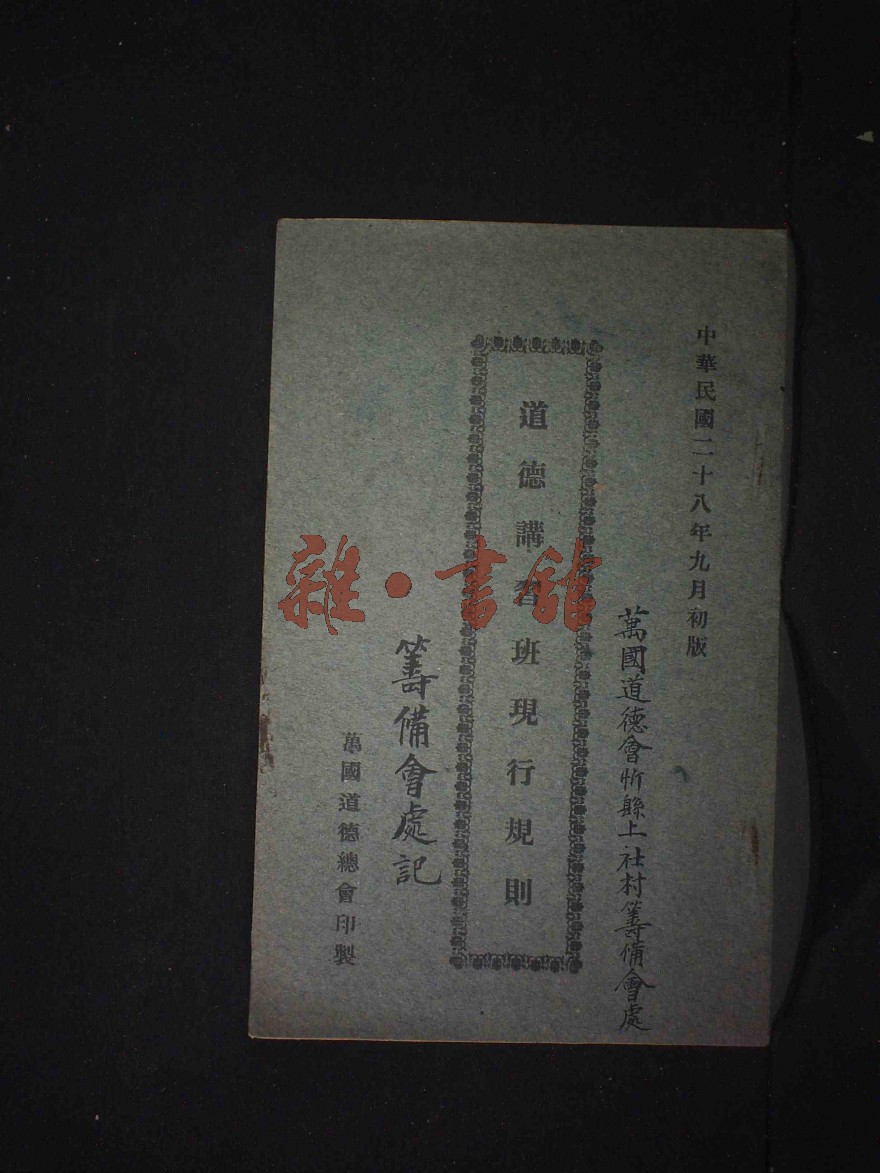 中華民國二十八年九月初版
萬國道德會忻縣上社村籌備會處
道德講習班現行規則
籌備會處記
萬國道德總會印製
雜·書館